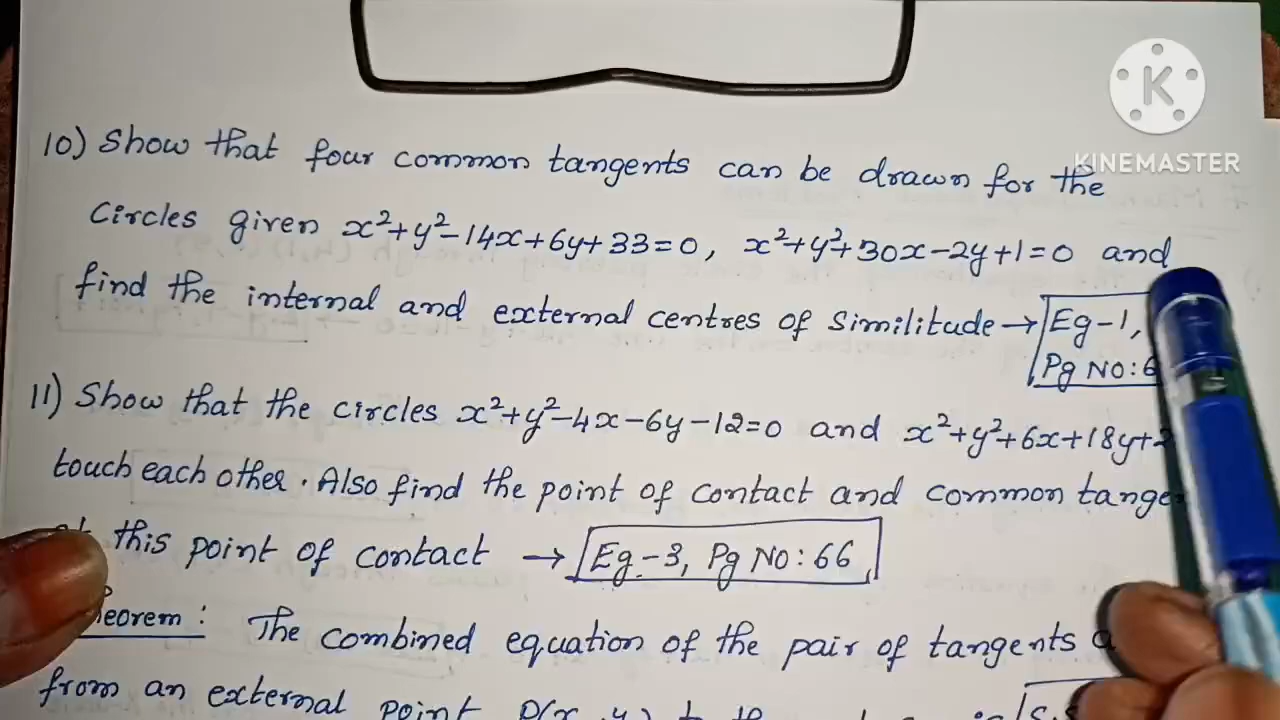 K
KINEMASTER
10) Show that four common tangents can be drawn for the
Circles given x²+y²-14x+6y+33=0, x²+y²+30x-2y+1=0 and
find the internal and external centres of similitude → Eg-1,
Pg No:6
11) Show that the circles x²+y²-4x-6y-12=0 and x²+y²+6x+18y+
touch each other. Also find the point of contact and common
this point of contact → Eg-3, Pg No: 66
The combined equation of the pair of tangents
from an external point